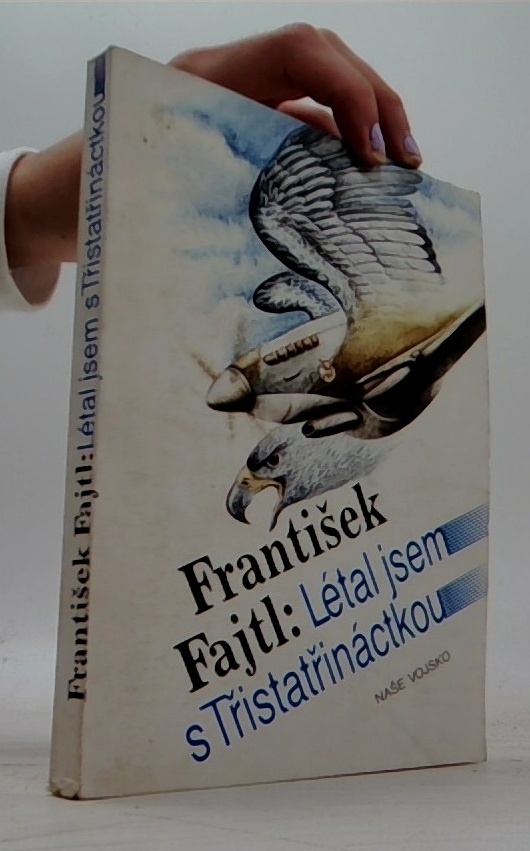 František Fajtl: Létal jsem s Třistatřináctkou
František
Fajtl: Létal jsem
s Třistatřináctkou
NAŠE VOJSKO